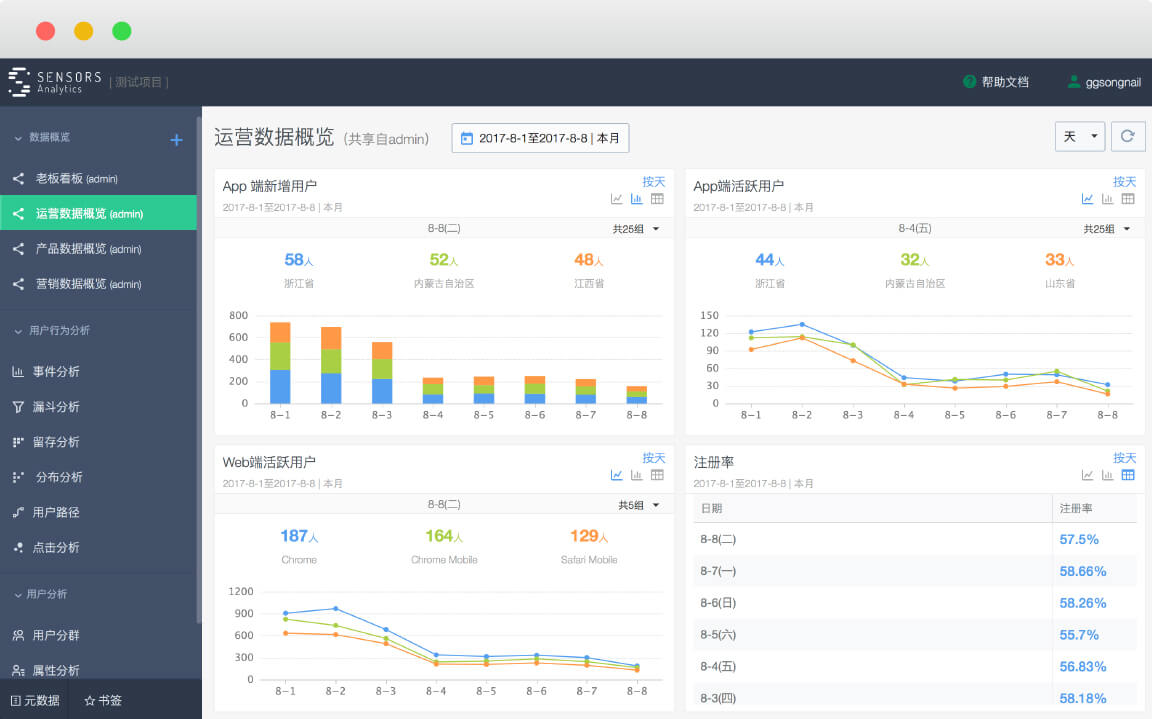 SENSORS
Analytics
[ 测试项目 ]
帮助文档
ggsongnail
数据概览
+
老板看板 (admin)
运营数据概览 (admin)
产品数据概览 (admin)
营销数据概览 (admin)
用户行为分析
事件分析
漏斗分析
留存分析
分布分析
用户路径
点击分析
用户分析
用户分群
属性分析
元数据
书签
运营数据概览 (共享自admin)
2017-8-1至2017-8-8 | 本月
天
App 端新增用户
按天
2017-8-1至2017-8-8 | 本月
8-8(二)
共25组
58人 52人 48人
浙江省 内蒙古自治区 江西省
800
600
400
200
0
8-1 8-2 8-3 8-4 8-5 8-6 8-7 8-8
App端活跃用户
按天
2017-8-1至2017-8-8 | 本月
8-4(五)
共25组
44人 32人 33人
浙江省 内蒙古自治区 山东省
150
120
90
60
30
0
8-1 8-2 8-3 8-4 8-5 8-6 8-7 8-8
Web端活跃用户
按天
2017-8-1至2017-8-8 | 本月
8-8(二)
共5组
187人 164人 129人
Chrome Chrome Mobile Safari Mobile
1200
900
600
300
0
8-1 8-2 8-3 8-4 8-5 8-6 8-7 8-8
注册率
按天
2017-8-1至2017-8-8 | 本月
日期 注册率
8-8(二) 57.5%
8-7(一) 58.66%
8-6(日) 58.26%
8-5(六) 55.7%
8-4(五) 56.83%
8-3(四) 58.18%